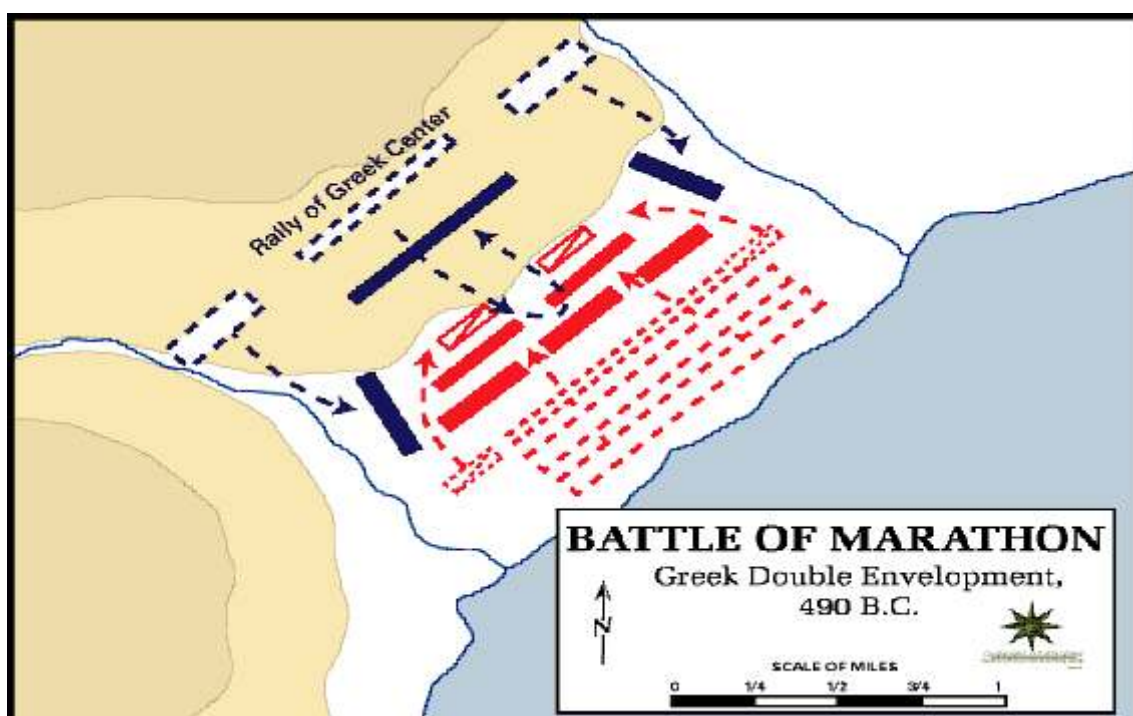 Rally of Greek Center
BATTLE OF MARATHON
Greek Double Envelopment,
490 B.C.
N
SCALE OF MILES
0 1/4 1/2 3/4 1